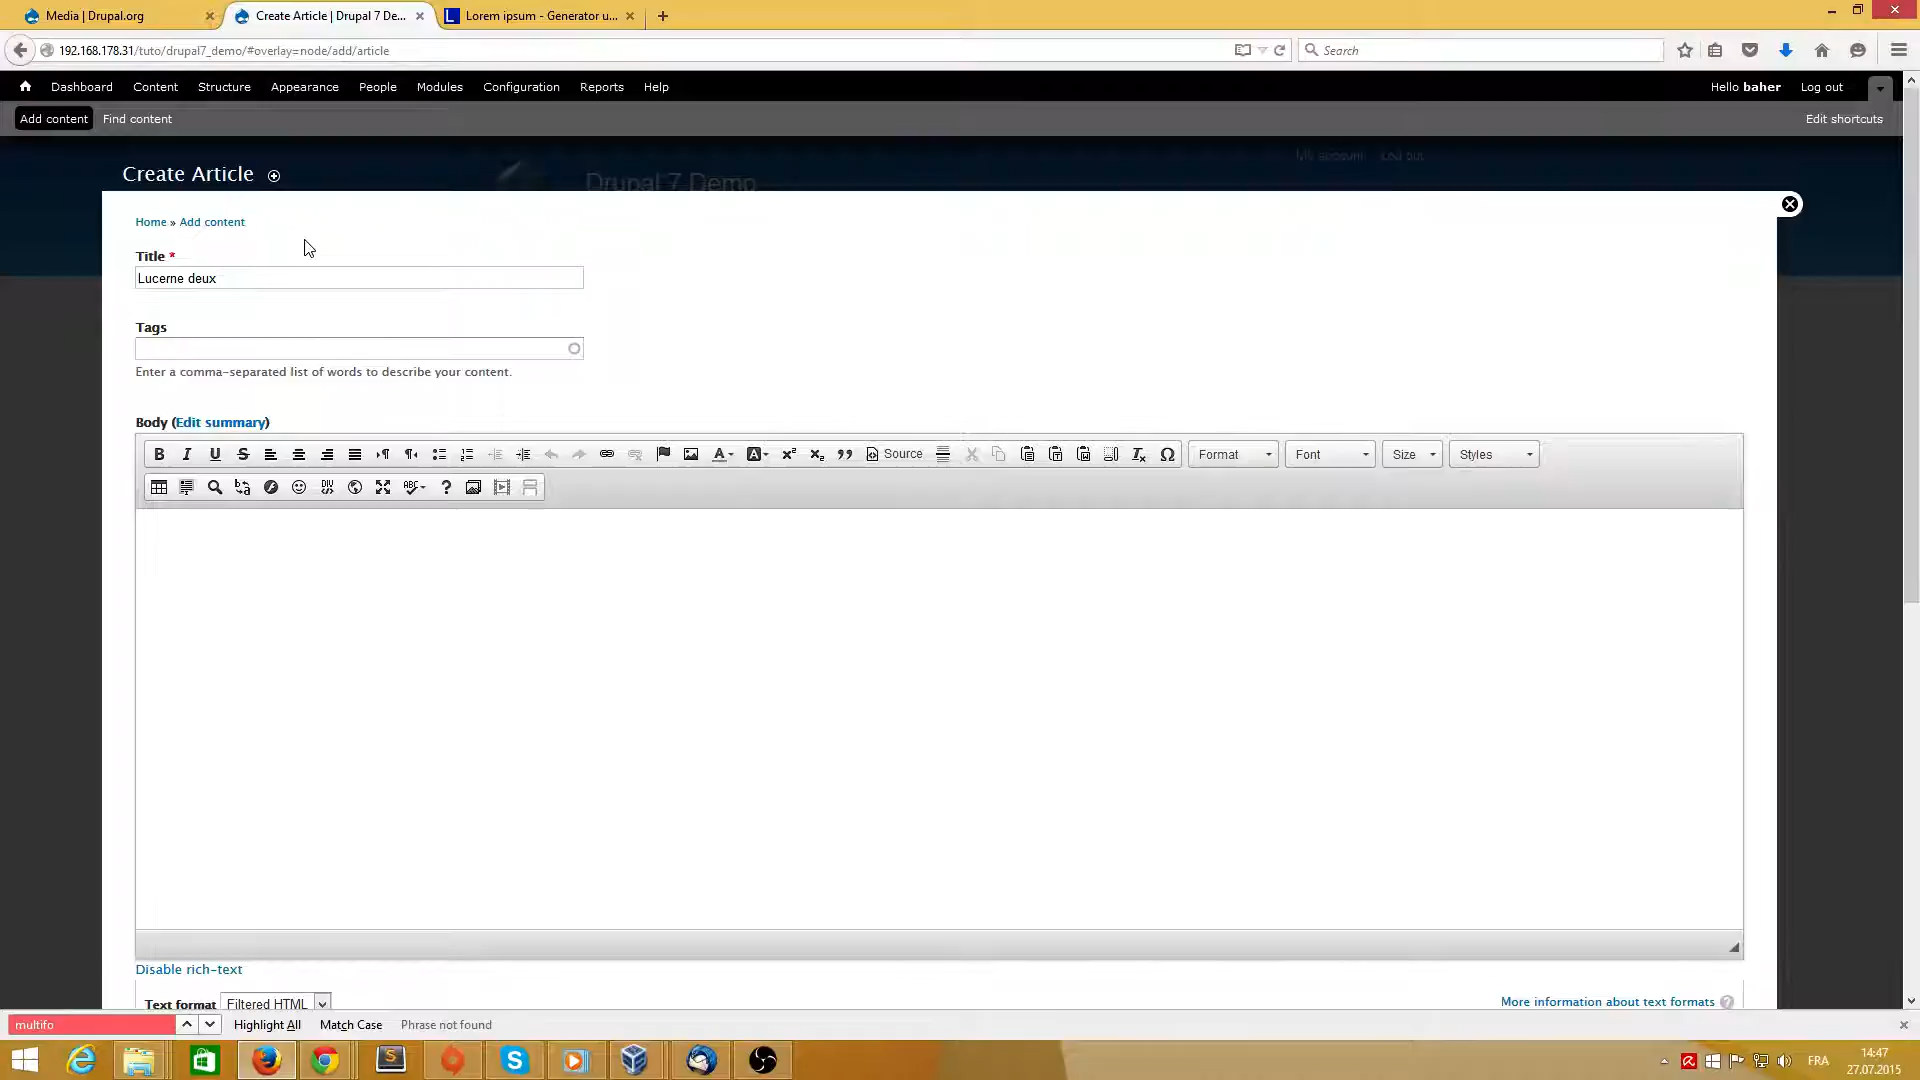 Media | Drupal.org
Create Article | Drupal 7 De...
Lorem ipsum - Generator u...
192.168.178.31/tuto/drupal7_demo/#overlay=node/add/article
Search
Dashboard Content Structure Appearance People Modules Configuration Reports Help
Hello baher Log out
Add content Find content
Edit shortcuts
My account Log out
Drupal 7 Demo
Create Article
Home » Add content
Title *
Lucerne deux
Tags
Enter a comma-separated list of words to describe your content.
Body (Edit summary)
B I U S Source Format Font Size Styles
Disable rich-text
Text format Filtered HTML
More information about text formats
multifo
Highlight All Match Case Phrase not found
FRA
14:47
27.07.2015